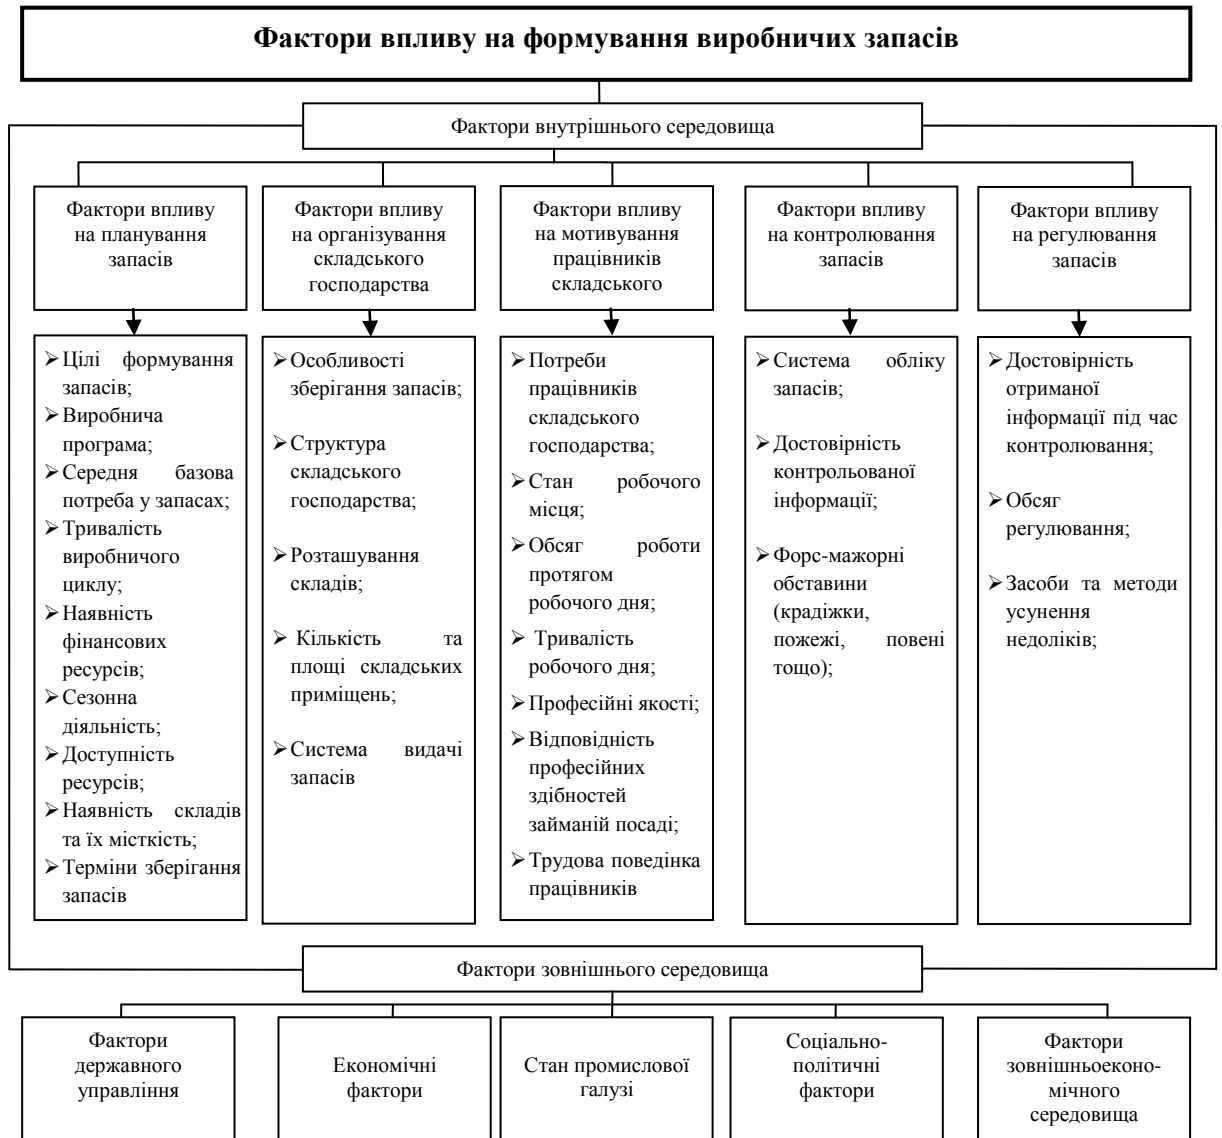 Фактори впливу на формування виробничих запасів
Фактори внутрішнього середовища
Фактори впливу
на планування
запасів
Фактори впливу
на організування
складського
господарства
Фактори впливу
на мотивування
працівників
складського
Фактори впливу
на контролювання
запасів
Фактори впливу
на регулювання
запасів
➢Цілі формування
запасів;
➢Виробнича
програма;
➢Середня базова
потреба у запасах;
➢Тривалість
виробничого
циклу;
➢Наявність
фінансових
ресурсів;
➢Сезонна
діяльність;
➢Доступність
ресурсів;
➢Наявність складів
та їх місткість;
➢Терміни зберігання
запасів
➢Особливості
зберігання запасів;
➢Структура
складського
господарства;
➢Розташування
складів;
➢Кількість та
площі складських
приміщень;
➢Система видачі
запасів
➢Потреби
працівників
складського
господарства;
➢Стан робочого
місця;
➢Обсяг роботи
протягом
робочого дня;
➢Тривалість
робочого дня;
➢Професійні якості;
➢Відповідність
професійних
здібностей
займаній посаді;
➢Трудова поведінка
працівників
➢Система обліку
запасів;
➢Достовірність
контрольованої
інформації;
➢Форс-мажорні
обставини
(крадіжки,
пожежі, повені
тощо);
➢Достовірність
отриманої
інформації під час
контролювання;
➢Обсяг
регулювання;
➢Засоби та методи
усунення
недоліків;
Фактори зовнішнього середовища
Фактори
державного
управління
Економічні
фактори
Стан промислової
галузі
Соціально-
політичні
фактори
Фактори
зовнішньоеконо-
мічного
середовища